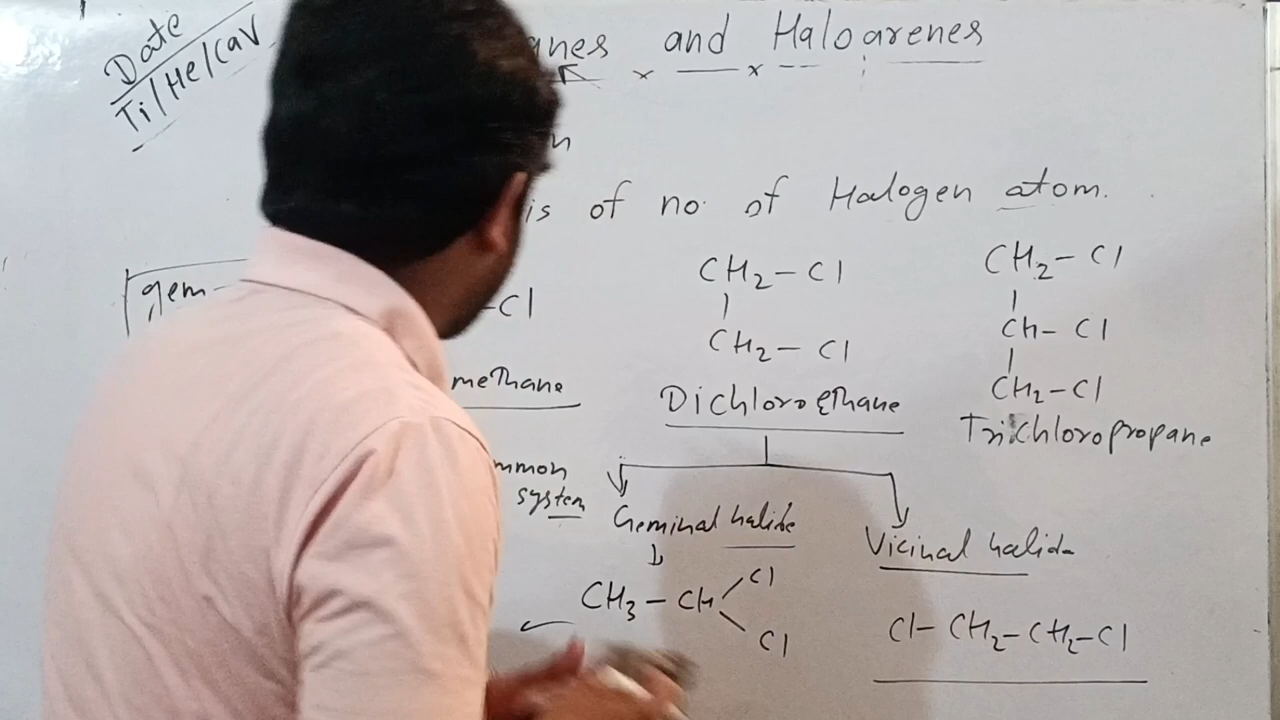 Date
Ti/He/Cav
anes and Haloarenes
n
is of no. of Halogen atom.
gem-
-Cl
CH2-Cl
CH2-Cl
CH2-Cl
CH-Cl
CH2-Cl
methane
Dichloroethane
Trichloropropane
mmon
system
Geminal halide
Vicinal halide
CH3-CH
Cl
Cl
Cl-CH2-CH2-Cl